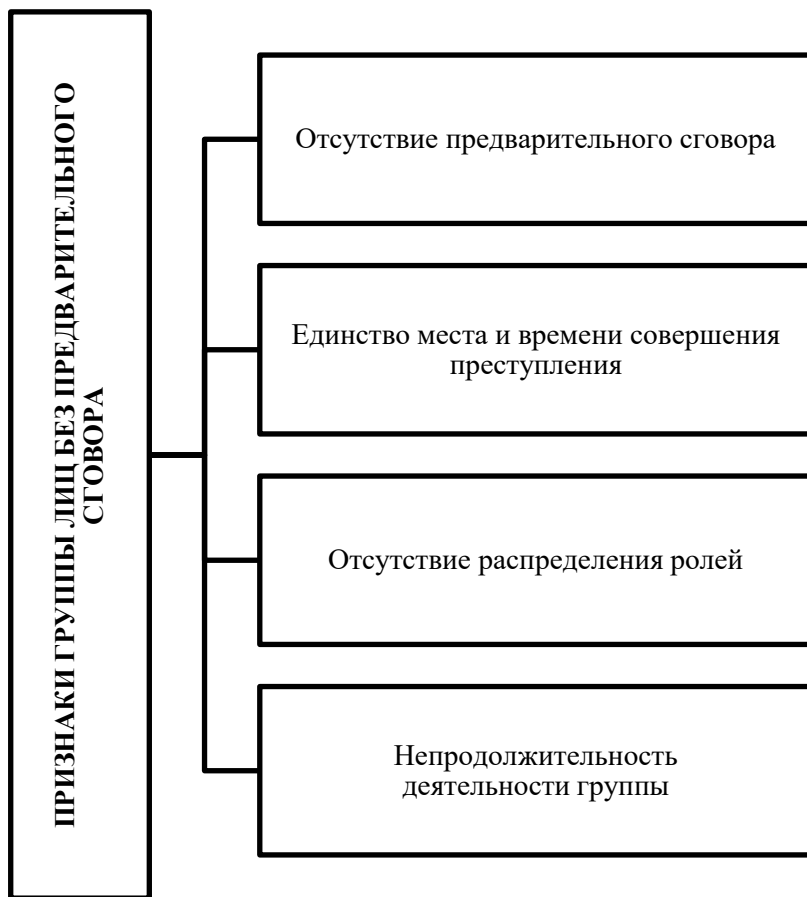 ПРИЗНАКИ ГРУППЫ ЛИЦ БЕЗ ПРЕДВАРИТЕЛЬНОГО
СГОВОРА
Отсутствие предварительного сговора
Единство места и времени совершения
преступления
Отсутствие распределения ролей
Непродолжительность
деятельности группы